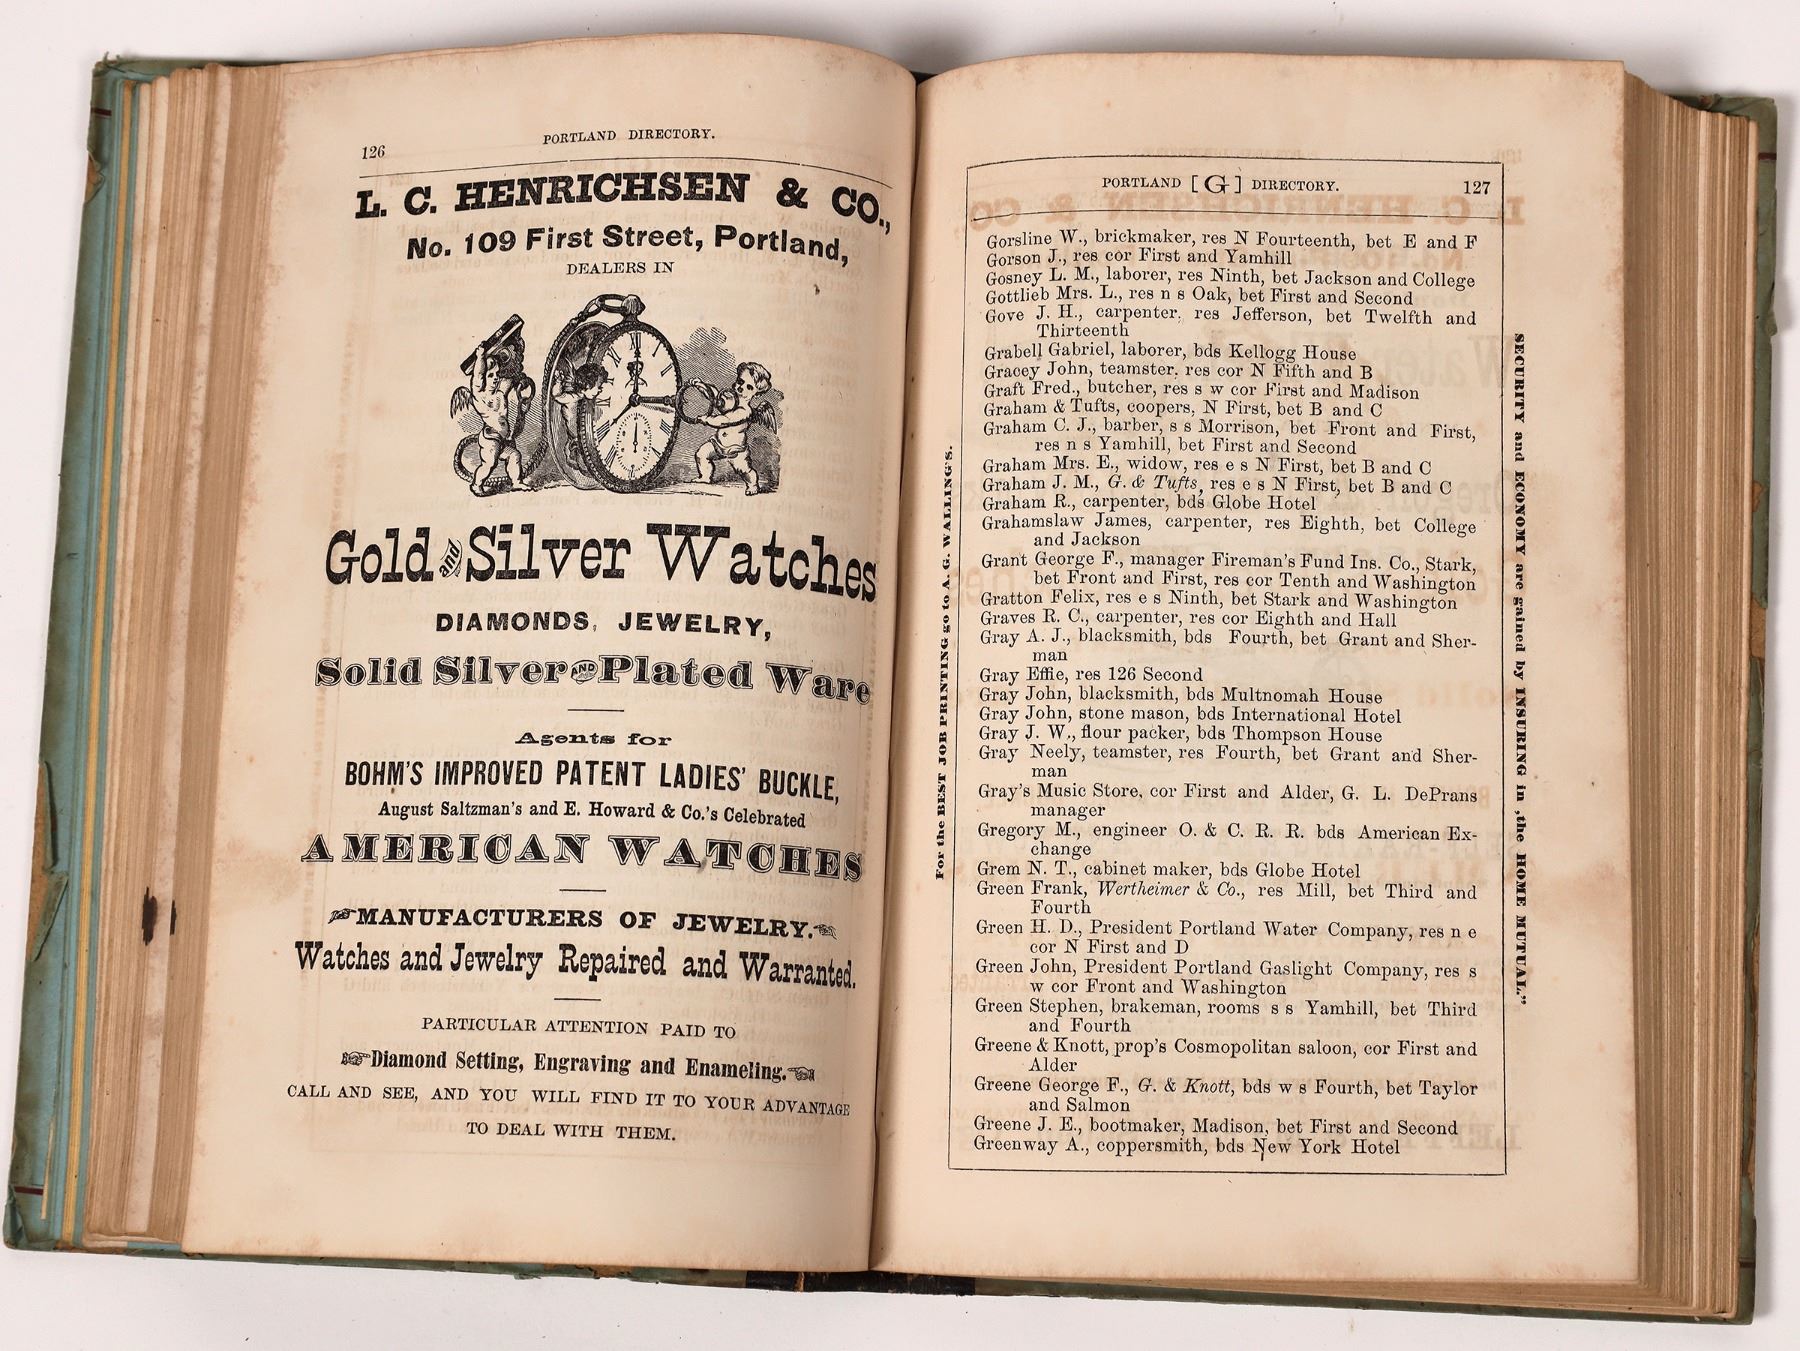 126
PORTLAND DIRECTORY.
L. C. HENRICHSEN & CO.,
No. 109 First Street, Portland,
DEALERS IN
Gold and Silver Watches
DIAMONDS, JEWELRY,
Solid Silver AND Plated Ware
Agents for
BOHM'S IMPROVED PATENT LADIES' BUCKLE,
August Saltzman's and E. Howard & Co.'s Celebrated
AMERICAN WATCHES
MANUFACTURERS OF JEWELRY.
Watches and Jewelry Repaired and Warranted.
PARTICULAR ATTENTION PAID TO
Diamond Setting, Engraving and Enameling.
CALL AND SEE, AND YOU WILL FIND IT TO YOUR ADVANTAGE
TO DEAL WITH THEM.
For the BEST JOB PRINTING go to A. G. WALLING'S.
PORTLAND [G] DIRECTORY. 127
Gorsline W., brickmaker, res N Fourteenth, bet E and F
Gorson J., res cor First and Yamhill
Gosney L. M., laborer, res Ninth, bet Jackson and College
Gottlieb Mrs. L., res n s Oak, bet First and Second
Gove J. H., carpenter, res Jefferson, bet Twelfth and
Thirteenth
Grabell Gabriel, laborer, bds Kellogg House
Gracey John, teamster, res cor N Fifth and B
Graft Fred., butcher, res s w cor First and Madison
Graham & Tufts, coopers, N First, bet B and C
Graham C. J., barber, s s Morrison, bet Front and First,
res n s Yamhill, bet First and Second
Graham Mrs. E., widow, res e s N First, bet B and C
Graham J. M., G. & Tufts, res e s N First, bet B and C
Graham R., carpenter, bds Globe Hotel
Grahamslaw James, carpenter, res Eighth, bet College
and Jackson
Grant George F., manager Fireman's Fund Ins. Co., Stark,
bet Front and First, res cor Tenth and Washington
Gratton Felix, res e s Ninth, bet Stark and Washington
Graves R. C., carpenter, res cor Eighth and Hall
Gray A. J., blacksmith, bds Fourth, bet Grant and Sher-
man
Gray Effie, res 126 Second
Gray John, blacksmith, bds Multnomah House
Gray John, stone mason, bds International Hotel
Gray J. W., flour packer, bds Thompson House
Gray Neely, teamster, res Fourth, bet Grant and Sher-
man
Gray's Music Store, cor First and Alder, G. L. DePrans
manager
Gregory M., engineer O. & C. R. R. bds American Ex-
change
Grem N. T., cabinet maker, bds Globe Hotel
Green Frank, Wertheimer & Co., res Mill, bet Third and
Fourth
Green H. D., President Portland Water Company, res n e
cor N First and D
Green John, President Portland Gaslight Company, res s
w cor Front and Washington
Green Stephen, brakeman, rooms s s Yamhill, bet Third
and Fourth
Greene & Knott, prop's Cosmopolitan saloon, cor First and
Alder
Greene George F., G. & Knott, bds w s Fourth, bet Taylor
and Salmon
Greene J. E., bootmaker, Madison, bet First and Second
Greenway A., coppersmith, bds New York Hotel
SECURITY and ECONOMY are gained by INSURING in ,the HOME MUTUAL."